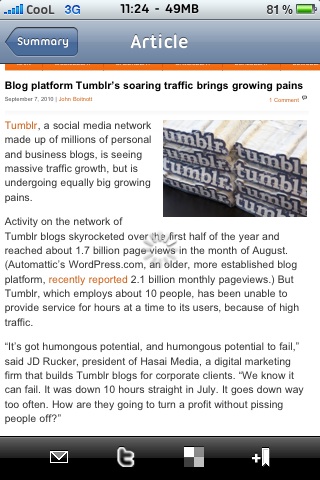 CooL 3G 11:24 - 49MB 81 %
Summary
Article
Blog platform Tumblr's soaring traffic brings growing pains
September 7, 2010 | John Boitnott
1 Comment
Tumblr, a social media network
made up of millions of personal
and business blogs, is seeing
massive traffic growth, but is
undergoing equally big growing
pains.
tumblr.
tumblr.
tumblr.
tumblr.
Activity on the network of
Tumblr blogs skyrocketed over the first half of the year and
reached about 1.7 billion page views in the month of August.
(Automattic's WordPress.com, an older, more established blog
platform, recently reported 2.1 billion monthly pageviews.) But
Tumblr, which employs about 10 people, has been unable to
provide service for hours at a time to its users, because of high
traffic.
“It's got humongous potential, and humongous potential to fail,”
said JD Rucker, president of Hasai Media, a digital marketing
firm that builds Tumblr blogs for corporate clients. “We know it
can fail. It was down 10 hours straight in July. It goes down way
too often. How are they going to turn a profit without pissing
people off?”